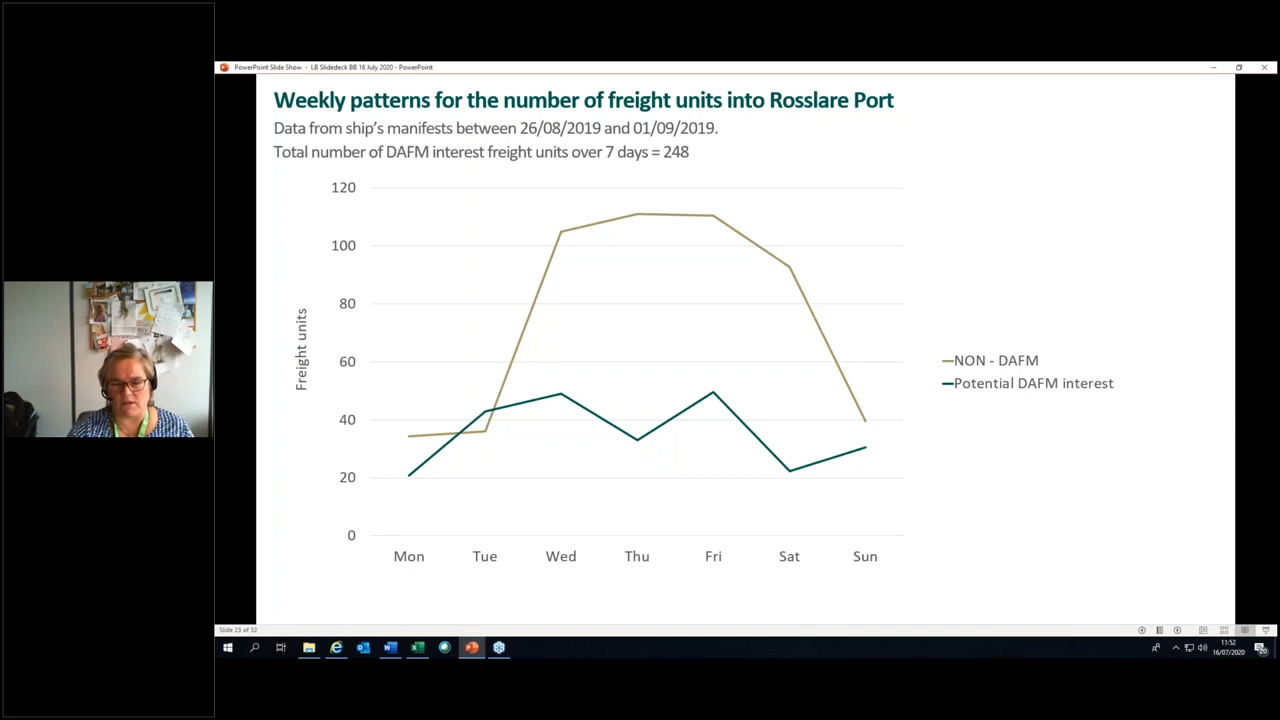 PowerPoint Slide Show - LB Slidedeck BB 16 July 2020 - PowerPoint
Weekly patterns for the number of freight units into Rosslare Port
Data from ship's manifests between 26/08/2019 and 01/09/2019.
Total number of DAFM interest freight units over 7 days = 248
120
100
80
60
40
20
0
Freight units
Mon Tue Wed Thu Fri Sat Sun
NON - DAFM
Potential DAFM interest
Slide 23 of 32
11:52
16/07/2020
20